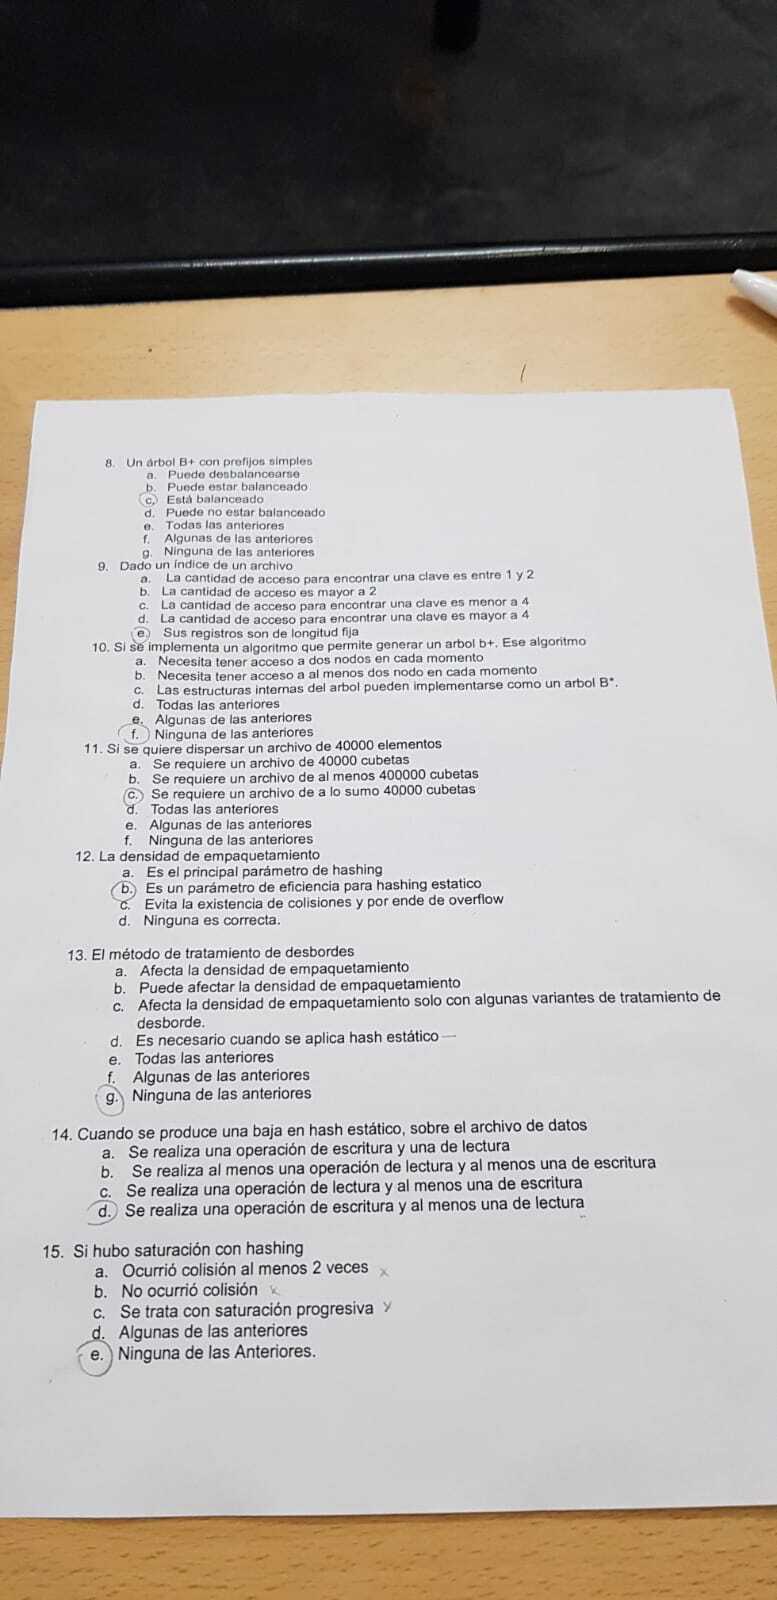 8. Un árbol B+ con prefijos simples
a. Puede desbalancearse
b. Puede estar balanceado
c. Está balanceado
d. Puede no estar balanceado
e. Todas las anteriores
f. Algunas de las anteriores
g. Ninguna de las anteriores
9. Dado un índice de un archivo
a. La cantidad de acceso para encontrar una clave es entre 1 y 2
b. La cantidad de acceso es mayor a 2
c. La cantidad de acceso para encontrar una clave es menor a 4
d. La cantidad de acceso para encontrar una clave es mayor a 4
e. Sus registros son de longitud fija
10. Si se implementa un algoritmo que permite generar un arbol b+. Ese algoritmo
a. Necesita tener acceso a dos nodos en cada momento
b. Necesita tener acceso a al menos dos nodo en cada momento
c. Las estructuras internas del arbol pueden implementarse como un arbol B*.
d. Todas las anteriores
e. Algunas de las anteriores
f. Ninguna de las anteriores
11. Si se quiere dispersar un archivo de 40000 elementos
a. Se requiere un archivo de 40000 cubetas
b. Se requiere un archivo de al menos 400000 cubetas
c. Se requiere un archivo de a lo sumo 40000 cubetas
d. Todas las anteriores
e. Algunas de las anteriores
f. Ninguna de las anteriores
12. La densidad de empaquetamiento
a. Es el principal parámetro de hashing
b. Es un parámetro de eficiencia para hashing estatico
c. Evita la existencia de colisiones y por ende de overflow
d. Ninguna es correcta.
13. El método de tratamiento de desbordes
a. Afecta la densidad de empaquetamiento
b. Puede afectar la densidad de empaquetamiento
c. Afecta la densidad de empaquetamiento solo con algunas variantes de tratamiento de
desborde.
d. Es necesario cuando se aplica hash estático
e. Todas las anteriores
f. Algunas de las anteriores
g. Ninguna de las anteriores
14. Cuando se produce una baja en hash estático, sobre el archivo de datos
a. Se realiza una operación de escritura y una de lectura
b. Se realiza al menos una operación de lectura y al menos una de escritura
c. Se realiza una operación de lectura y al menos una de escritura
d. Se realiza una operación de escritura y al menos una de lectura
15. Si hubo saturación con hashing
a. Ocurrió colisión al menos 2 veces x
b. No ocurrió colisión x
c. Se trata con saturación progresiva x
d. Algunas de las anteriores
e. Ninguna de las Anteriores.